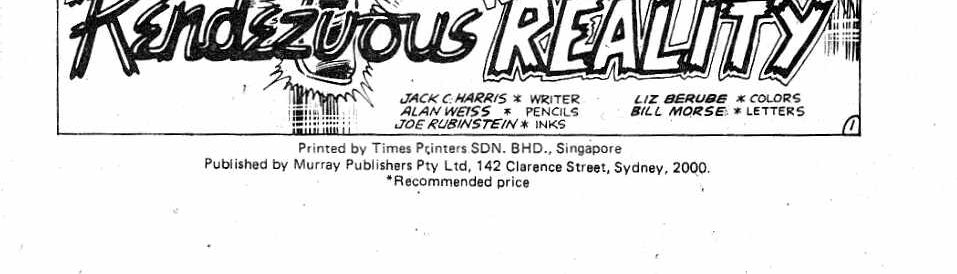 Rendezvous REALITY
JACK C. HARRIS * WRITER LIZ BERUBE * COLORS
ALAN WEISS * PENCILS BILL MORSE * LETTERS
JOE RUBINSTEIN * INKS
1
Printed by Times Printers SDN. BHD., Singapore
Published by Murray Publishers Pty Ltd, 142 Clarence Street, Sydney, 2000.
*Recommended price